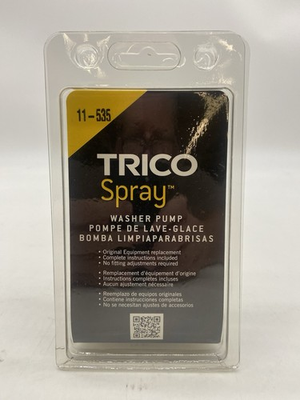 11-535
TRICO
Spray™
WASHER PUMP
POMPE DE LAVE-GLACE
BOMBA LIMPIAPARABRISAS
• Original Equipment replacement
• Complete instructions included
• No fitting adjustments required
• Remplacement d'équipement d'origine
• Instructions complètes incluses
• Aucun ajustement nécessaire
• Reemplazo de equipos originales
• Contiene instrucciones completas
• No se necesitan ajustes de accesorios